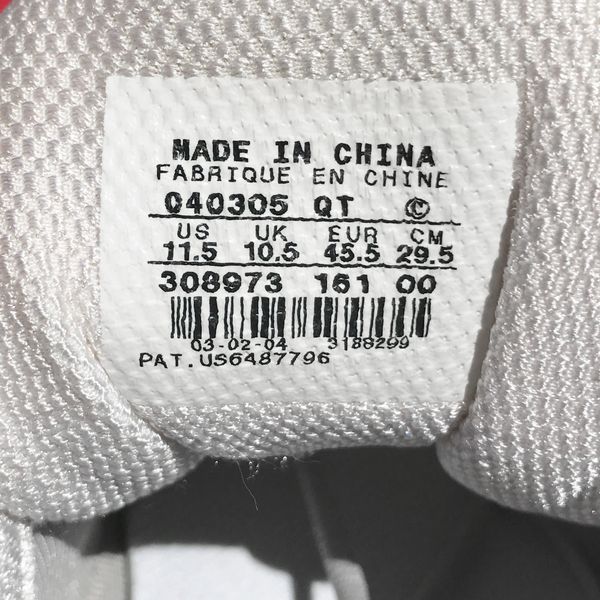 MADE IN CHINA
FABRIQUE EN CHINE
040305 QT ©
US UK EUR CM
11.5 10.5 45.5 29.5
308973 161 00
03-02-04 3188299
PAT.US6487796